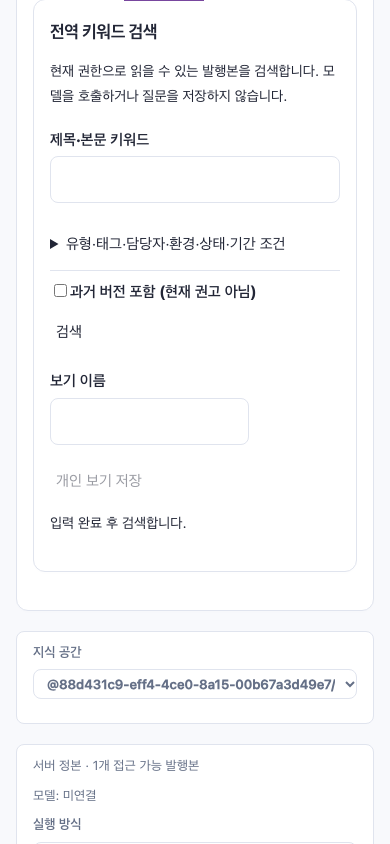 전역 키워드 검색
현재 권한으로 읽을 수 있는 발행본을 검색합니다. 모
델을 호출하거나 질문을 저장하지 않습니다.
제목·본문 키워드
▶ 유형·태그·담당자·환경·상태·기간 조건
과거 버전 포함 (현재 권고 아님)
검색
보기 이름
개인 보기 저장
입력 완료 후 검색합니다.
지식 공간
@88d431c9-eff4-4ce0-8a15-00b67a3d49e7/
서버 정본 · 1개 접근 가능 발행본
모델: 미연결
실행 방식